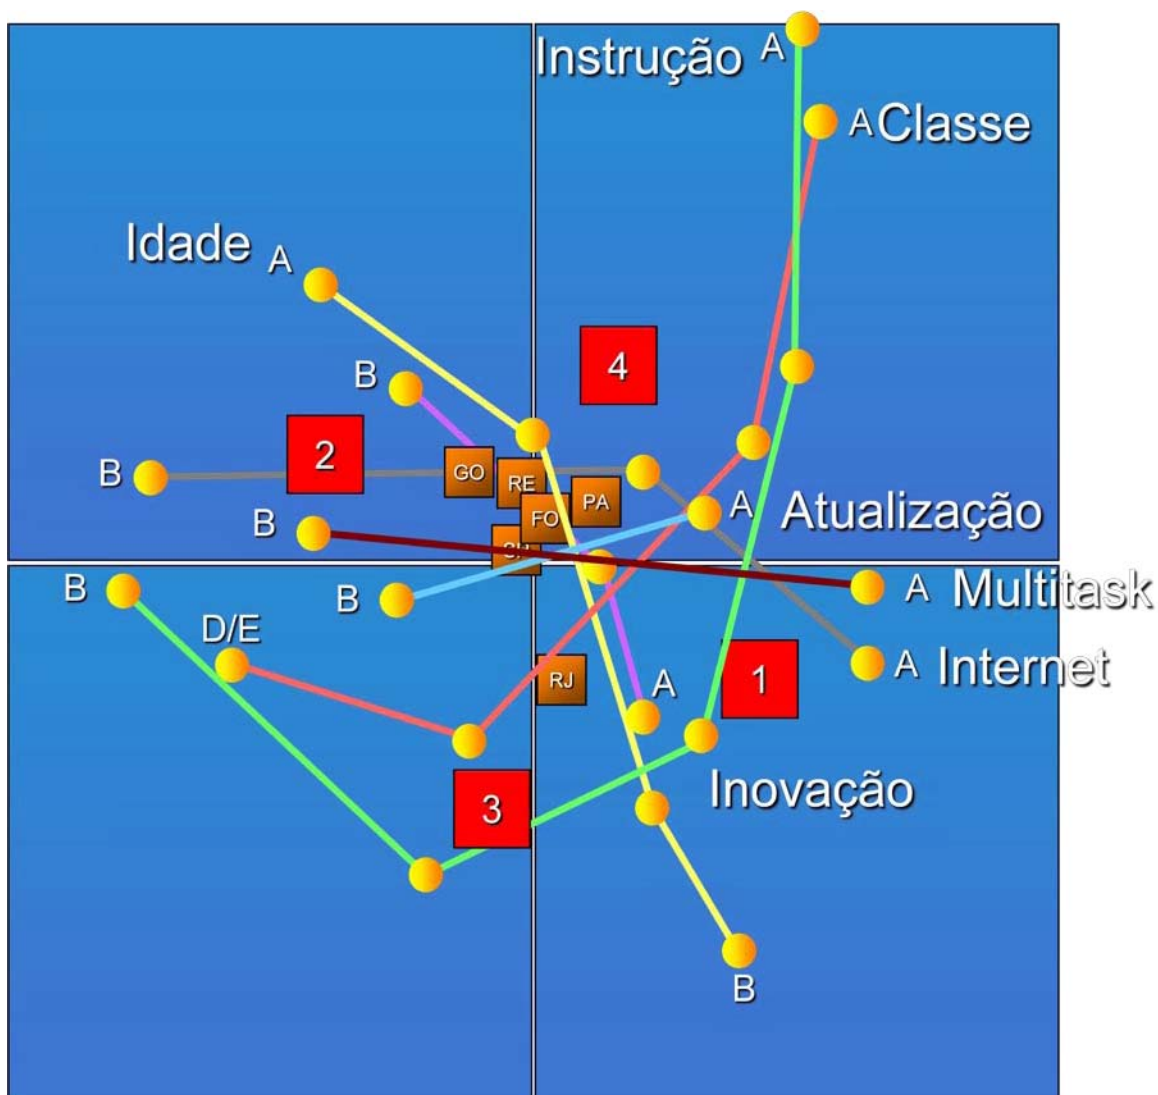 Instrução A
A Classe
Idade A
4
B
2
B
GO
RE
PA
FO
A Atualização
B
B
B
A Multitask
D/E
RJ
A
1
A Internet
Inovação
3
B